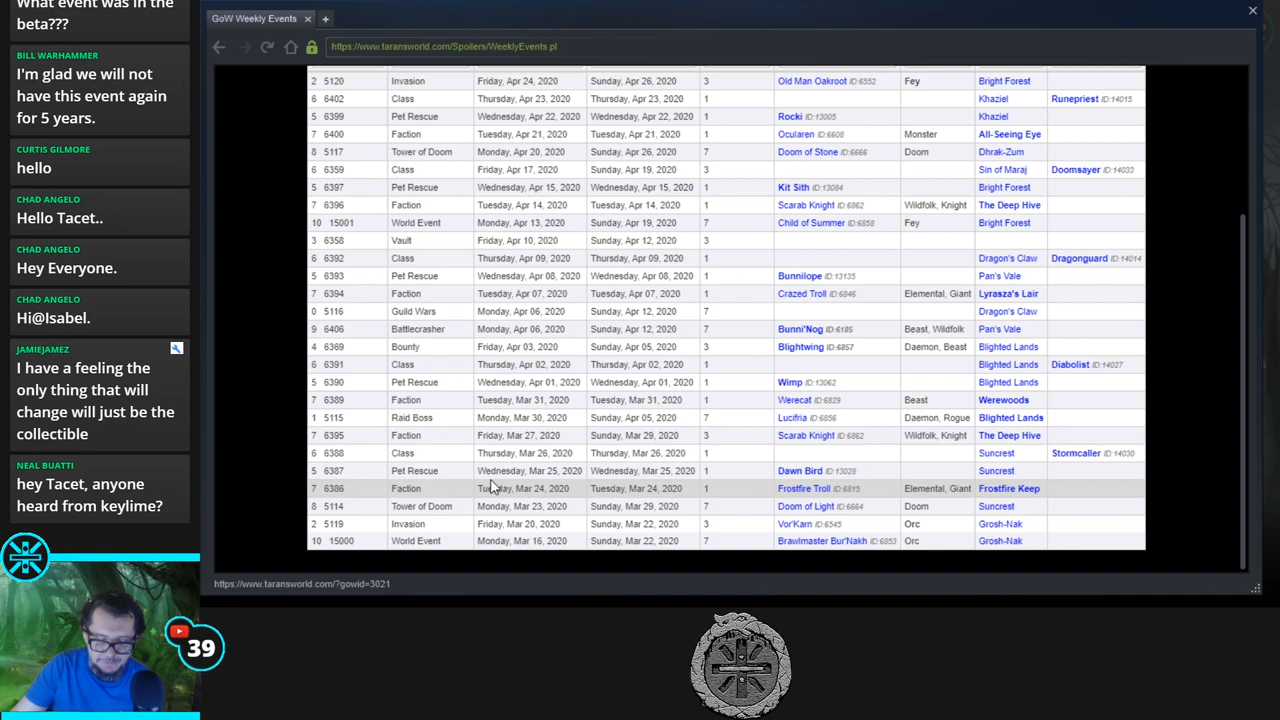 What event was in the
beta???
BILL WARHAMMER
I'm glad we will not
have this event again
for 5 years.
CURTIS GILMORE
hello
CHAD ANGELO
Hello Tacet..
CHAD ANGELO
Hey Everyone.
CHAD ANGELO
Hi@Isabel.
JAMIEJAMEZ
I have a feeling the
only thing that will
change will just be the
collectible
NEAL BUATTI
hey Tacet, anyone
heard from keylime?
39
GoW Weekly Events
https://www.taransworld.com/Spoilers/WeeklyEvents.pl
2 5120 Invasion Friday, Apr 24, 2020 Sunday, Apr 26, 2020 3 Old Man Oakroot ID:6552 Fey Bright Forest
6 6402 Class Thursday, Apr 23, 2020 Thursday, Apr 23, 2020 1 Khaziel Runepriest ID:14015
5 6399 Pet Rescue Wednesday, Apr 22, 2020 Wednesday, Apr 22, 2020 1 Rocki ID:13005 Khaziel
7 6400 Faction Tuesday, Apr 21, 2020 Tuesday, Apr 21, 2020 1 Ocularen ID:6608 Monster All-Seeing Eye
8 5117 Tower of Doom Monday, Apr 20, 2020 Sunday, Apr 26, 2020 7 Doom of Stone ID:6666 Doom Dhrak-Zum
6 6359 Class Friday, Apr 17, 2020 Sunday, Apr 19, 2020 3 Sin of Maraj Doomsayer ID:14033
5 6397 Pet Rescue Wednesday, Apr 15, 2020 Wednesday, Apr 15, 2020 1 Kit Sith ID:13084 Bright Forest
7 6396 Faction Tuesday, Apr 14, 2020 Tuesday, Apr 14, 2020 1 Scarab Knight ID:6862 Wildfolk, Knight The Deep Hive
10 15001 World Event Monday, Apr 13, 2020 Sunday, Apr 19, 2020 7 Child of Summer ID:6858 Fey Bright Forest
3 6358 Vault Friday, Apr 10, 2020 Sunday, Apr 12, 2020 3
6 6392 Class Thursday, Apr 09, 2020 Thursday, Apr 09, 2020 1 Dragon's Claw Dragonguard ID:14014
5 6393 Pet Rescue Wednesday, Apr 08, 2020 Wednesday, Apr 08, 2020 1 Bunnilope ID:13135 Pan's Vale
7 6394 Faction Tuesday, Apr 07, 2020 Tuesday, Apr 07, 2020 1 Crazed Troll ID:6846 Elemental, Giant Lyrasza's Lair
0 5116 Guild Wars Monday, Apr 06, 2020 Sunday, Apr 12, 2020 7 Dragon's Claw
9 6406 Battlecrasher Monday, Apr 06, 2020 Sunday, Apr 12, 2020 7 Bunni'Nog ID:6185 Beast, Wildfolk Pan's Vale
4 6369 Bounty Friday, Apr 03, 2020 Sunday, Apr 05, 2020 3 Blightwing ID:6857 Daemon, Beast Blighted Lands
6 6391 Class Thursday, Apr 02, 2020 Thursday, Apr 02, 2020 1 Blighted Lands Diabolist ID:14027
5 6390 Pet Rescue Wednesday, Apr 01, 2020 Wednesday, Apr 01, 2020 1 Wimp ID:13062 Blighted Lands
7 6389 Faction Tuesday, Mar 31, 2020 Tuesday, Mar 31, 2020 1 Werecat ID:6829 Beast Werewoods
1 5115 Raid Boss Monday, Mar 30, 2020 Sunday, Apr 05, 2020 7 Lucifria ID:6856 Daemon, Rogue Blighted Lands
7 6395 Faction Friday, Mar 27, 2020 Sunday, Mar 29, 2020 3 Scarab Knight ID:6862 Wildfolk, Knight The Deep Hive
6 6388 Class Thursday, Mar 26, 2020 Thursday, Mar 26, 2020 1 Suncrest Stormcaller ID:14030
5 6387 Pet Rescue Wednesday, Mar 25, 2020 Wednesday, Mar 25, 2020 1 Dawn Bird ID:13028 Suncrest
7 6386 Faction Tuesday, Mar 24, 2020 Tuesday, Mar 24, 2020 1 Frostfire Troll ID:6815 Elemental, Giant Frostfire Keep
8 5114 Tower of Doom Monday, Mar 23, 2020 Sunday, Mar 29, 2020 7 Doom of Light ID:6664 Doom Suncrest
2 5119 Invasion Friday, Mar 20, 2020 Sunday, Mar 22, 2020 3 Vor'Karn ID:6545 Orc Grosh-Nak
10 15000 World Event Monday, Mar 16, 2020 Sunday, Mar 22, 2020 7 Brawlmaster Bur'Nakh ID:6853 Orc Grosh-Nak
https://www.taransworld.com/?gowid=3021